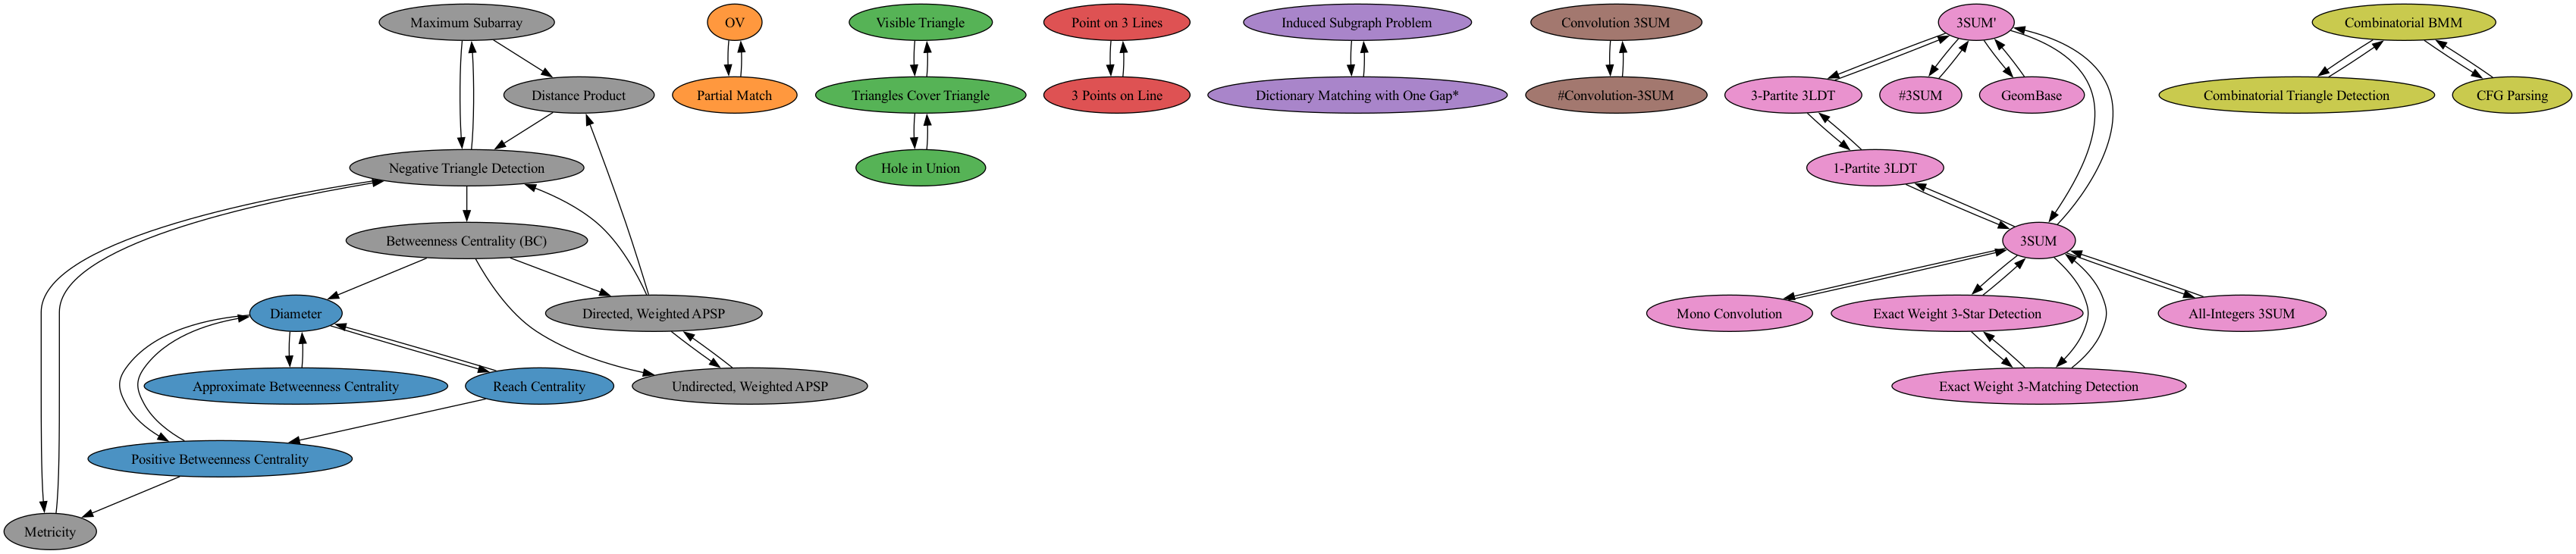 Maximum Subarray
OV
Visible Triangle
Point on 3 Lines
Induced Subgraph Problem
Convolution 3SUM
3SUM'
Combinatorial BMM
Distance Product
Partial Match
Triangles Cover Triangle
3 Points on Line
Dictionary Matching with One Gap*
#Convolution-3SUM
3-Partite 3LDT
#3SUM
GeomBase
Combinatorial Triangle Detection
CFG Parsing
Negative Triangle Detection
Hole in Union
1-Partite 3LDT
Betweenness Centrality (BC)
3SUM
Diameter
Directed, Weighted APSP
Mono Convolution
Exact Weight 3-Star Detection
All-Integers 3SUM
Approximate Betweenness Centrality
Reach Centrality
Undirected, Weighted APSP
Exact Weight 3-Matching Detection
Positive Betweenness Centrality
Metricity